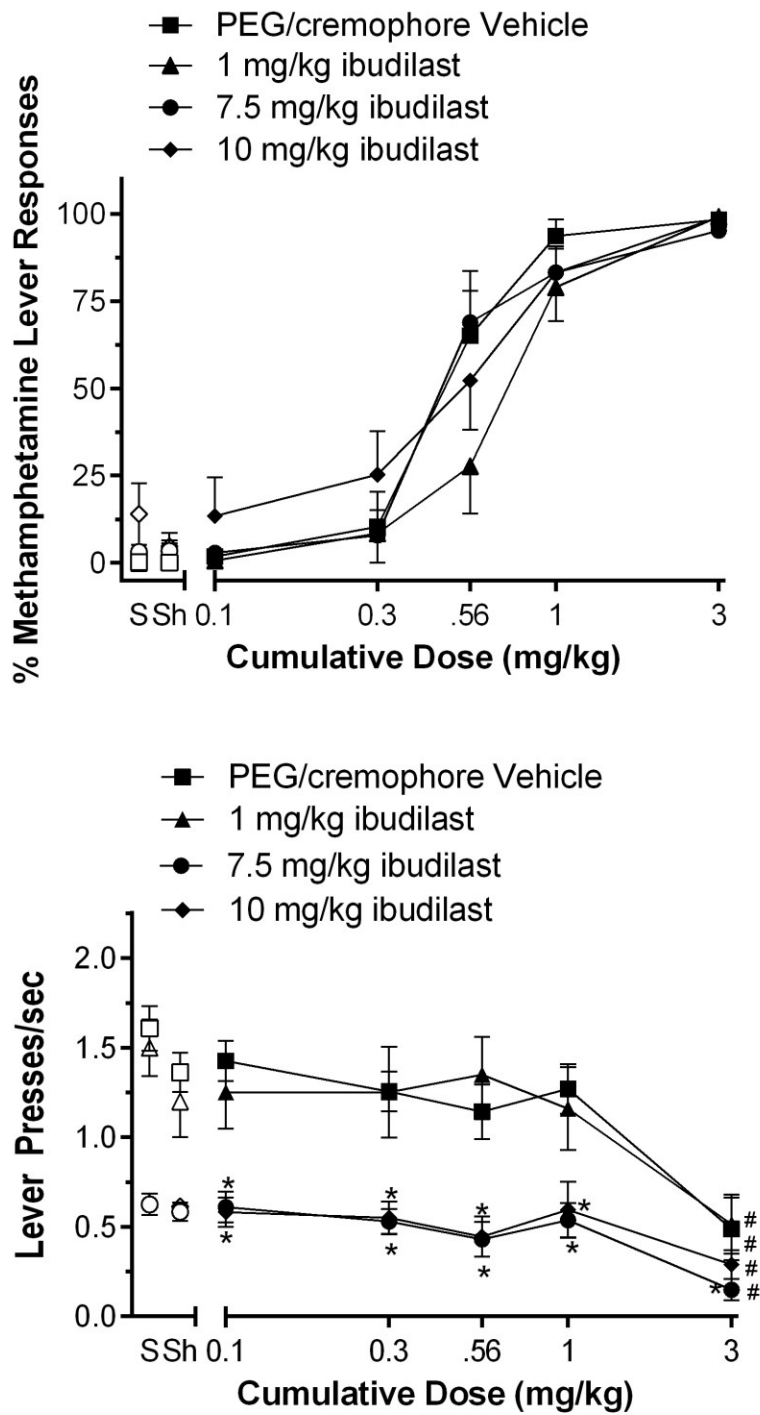 PEG/cremophore Vehicle
1 mg/kg ibudilast
7.5 mg/kg ibudilast
10 mg/kg ibudilast
% Methamphetamine Lever Responses
100
75
50
25
0
S Sh 0.1 0.3 .56 1 3
Cumulative Dose (mg/kg)
PEG/cremophore Vehicle
1 mg/kg ibudilast
7.5 mg/kg ibudilast
10 mg/kg ibudilast
Lever Presses/sec
2.0
1.5
1.0
0.5
0.0
* * * *
* * * * *
#
#
#
#
S Sh 0.1 0.3 .56 1 3
Cumulative Dose (mg/kg)